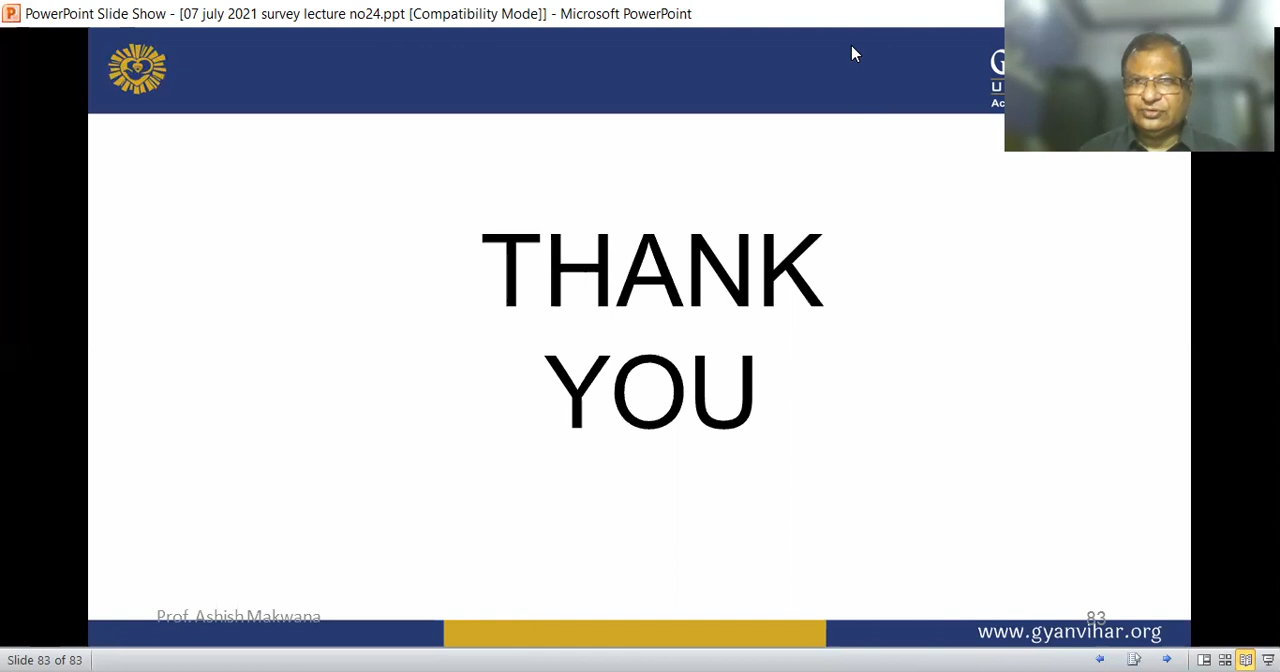 PowerPoint Slide Show - [07 july 2021 survey lecture no24.ppt [Compatibility Mode]] - Microsoft PowerPoint
G
U
Ac
THANK
YOU
Prof. Ashish Makwana
83
www.gyanvihar.org
Slide 83 of 83